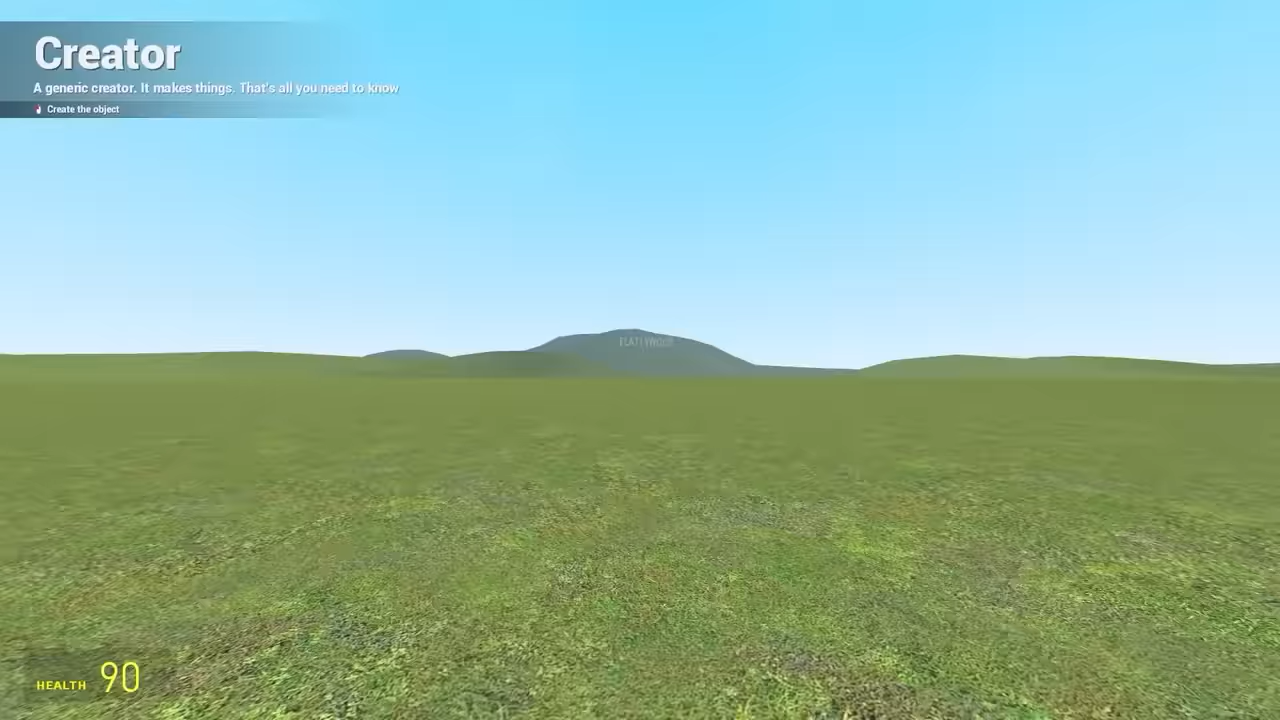 Creator
A generic creator. It makes things. That's all you need to know
Create the object
HEALTH 90